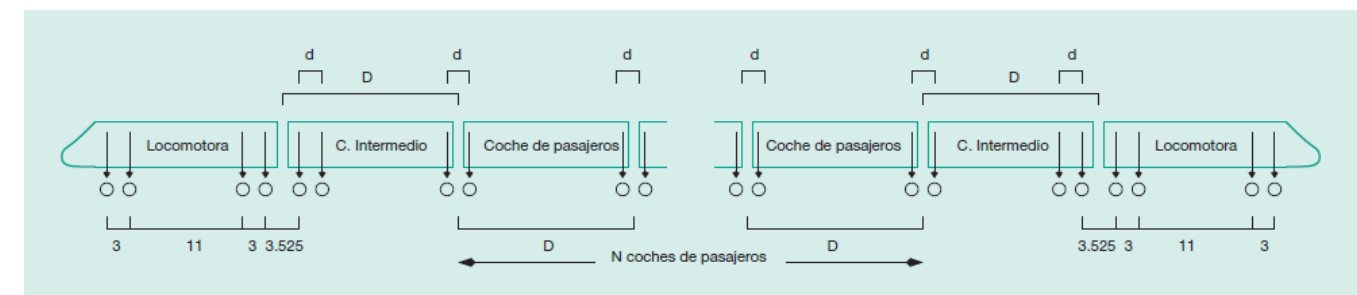 d d d d d d
D D
Locomotora C. Intermedio Coche de pasajeros Coche de pasajeros C. Intermedio Locomotora
3 11 3 3.525 D D 3.525 3 11 3
N coches de pasajeros